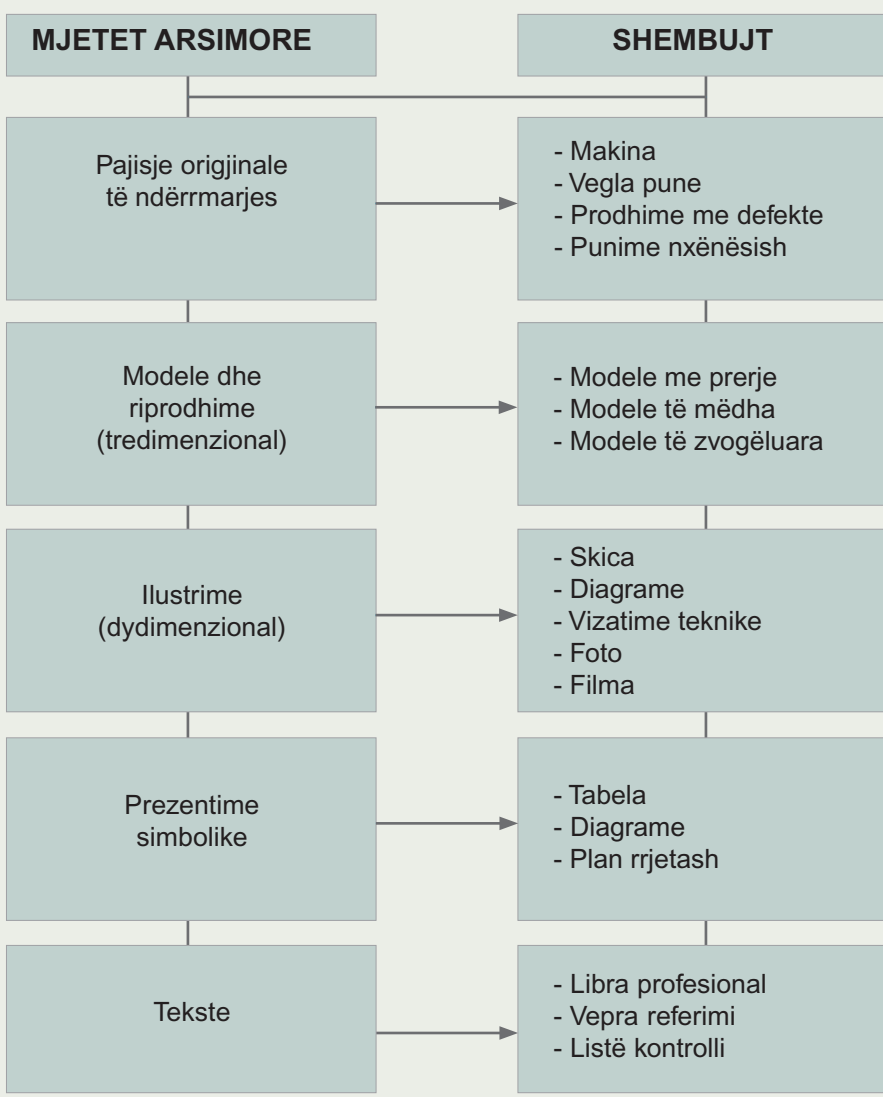 MJETET ARSIMORE
SHEMBUJT
Pajisje origjinale
të ndërrmarjes
- Makina
- Vegla pune
- Prodhime me defekte
- Punime nxënësish
Modele dhe
riprodhime
(tredimenzional)
- Modele me prerje
- Modele të mëdha
- Modele të zvogëluara
Ilustrime
(dydimenzional)
- Skica
- Diagrame
- Vizatime teknike
- Foto
- Filma
Prezentime
simbolike
- Tabela
- Diagrame
- Plan rrjetash
Tekste
- Libra profesional
- Vepra referimi
- Listë kontrolli